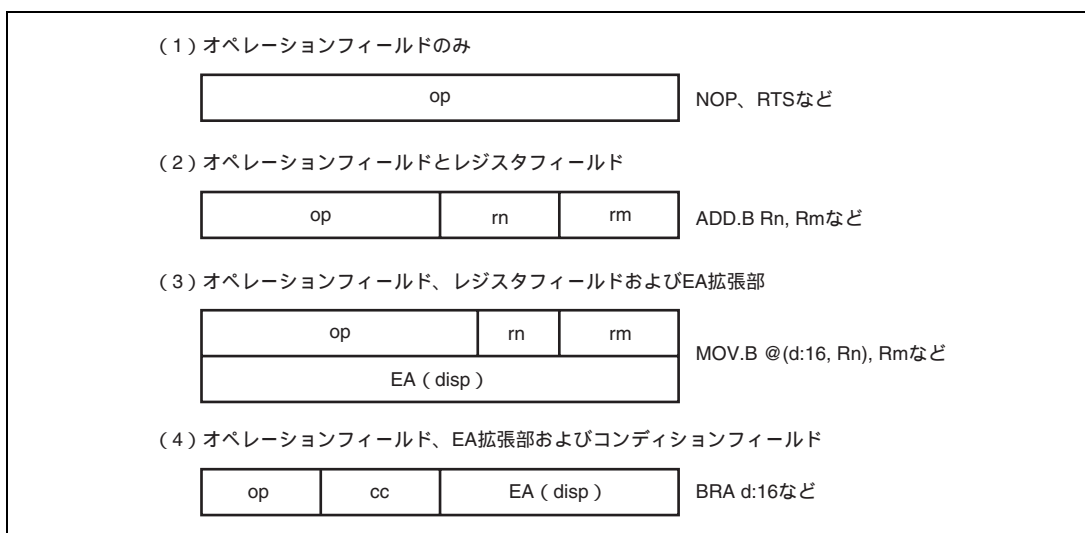 (1)オペレーションフィールドのみ
op
NOP、RTSなど
(2)オペレーションフィールドとレジスタフィールド
op rn rm
ADD.B Rn, Rmなど
(3)オペレーションフィールド、レジスタフィールドおよびEA拡張部
op rn rm
MOV.B @(d:16, Rn), Rmなど
EA(disp)
(4)オペレーションフィールド、EA拡張部およびコンディションフィールド
op cc EA(disp)
BRA d:16など